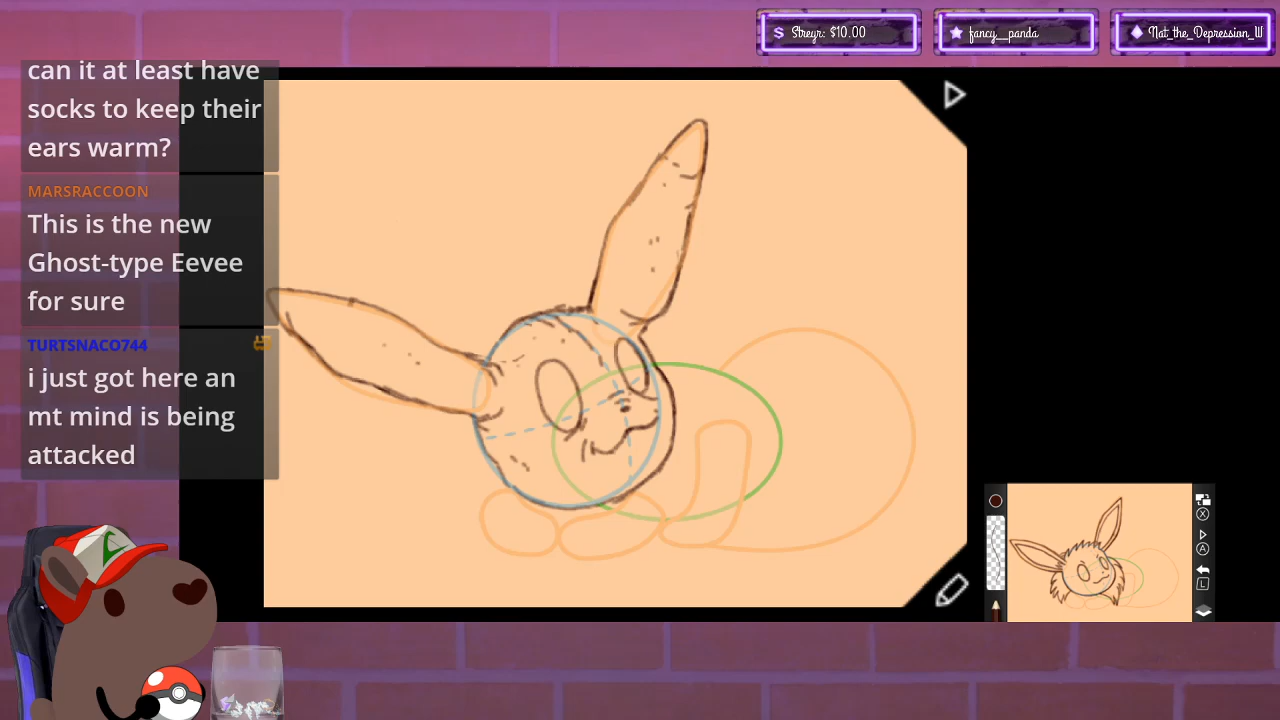 Streyr: $10.00
fancy__panda
Nat_the_Depression_W
can it at least have
socks to keep their
ears warm?
MARSRACCOON
This is the new
Ghost-type Eevee
for sure
TURTSNACO744
i just got here an
mt mind is being
attacked
X
A
L